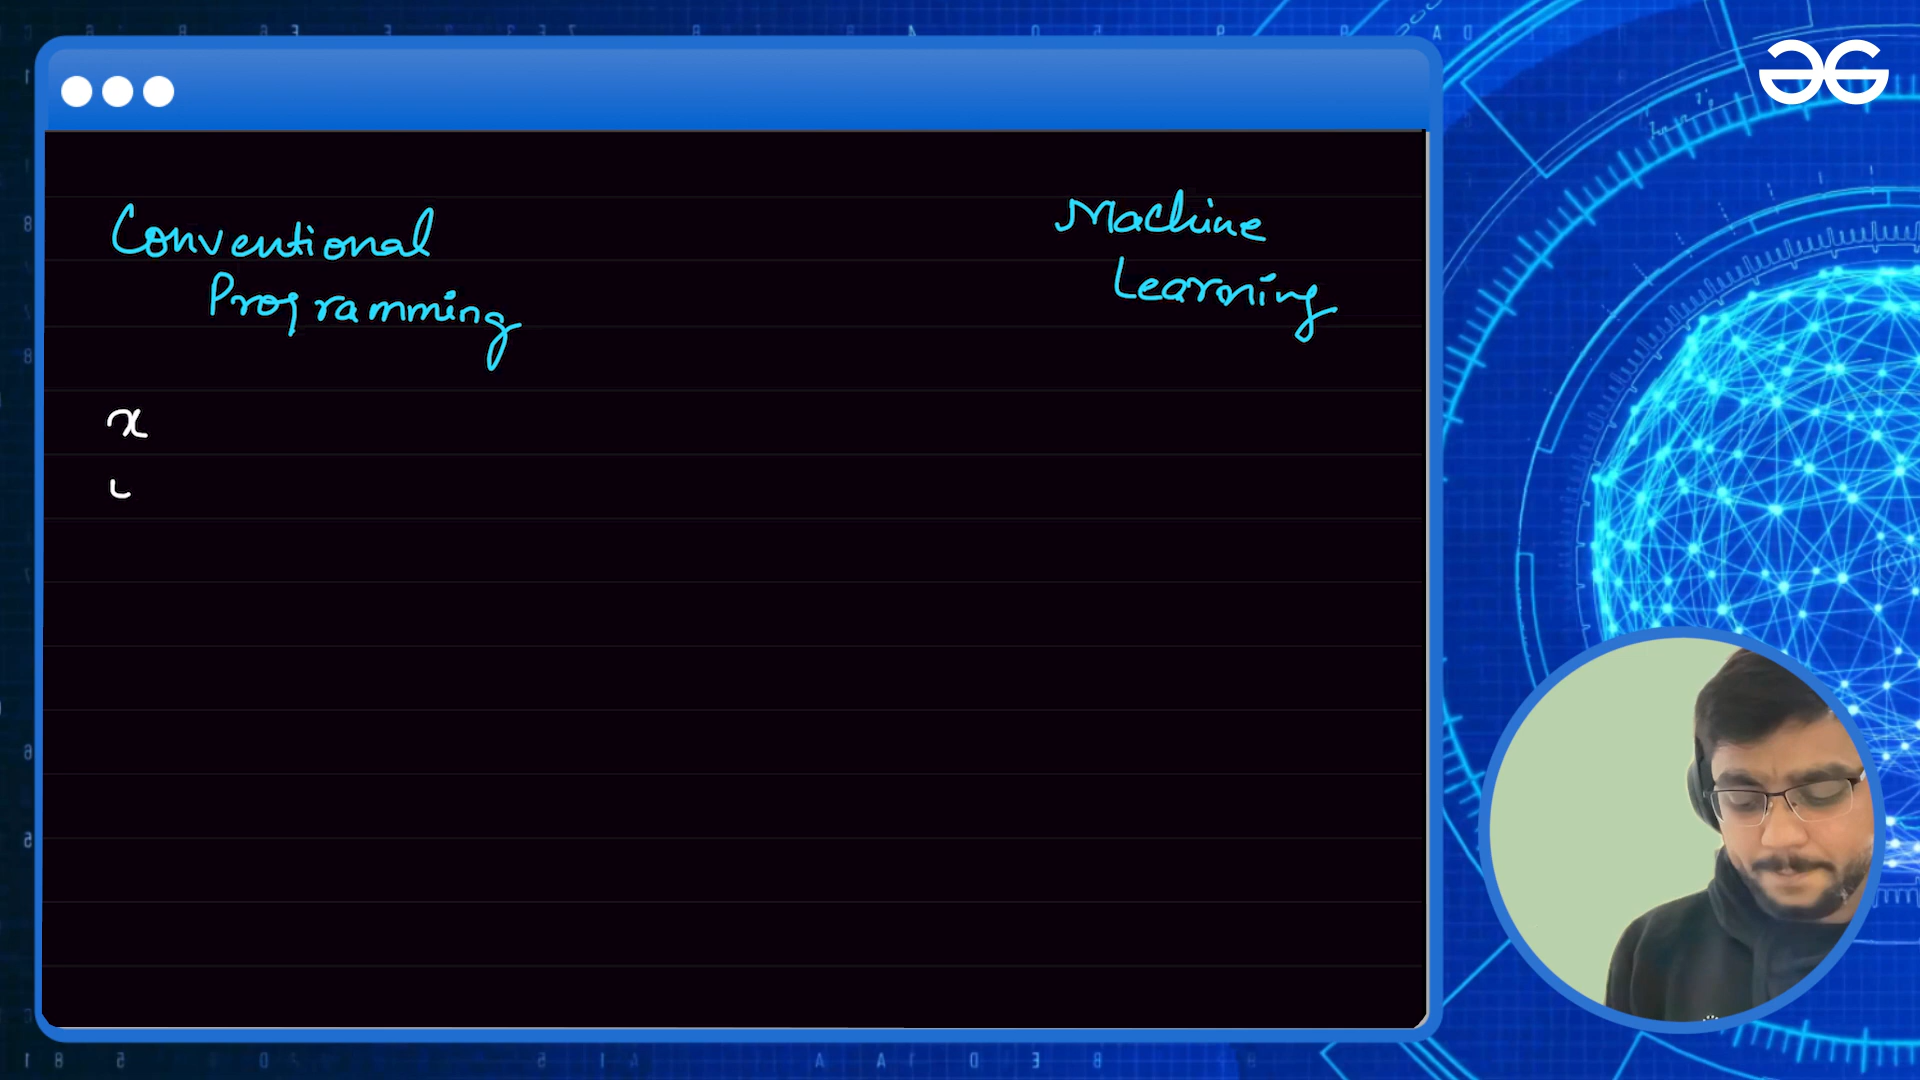 Conventional
Programming
Machine
Learning
x